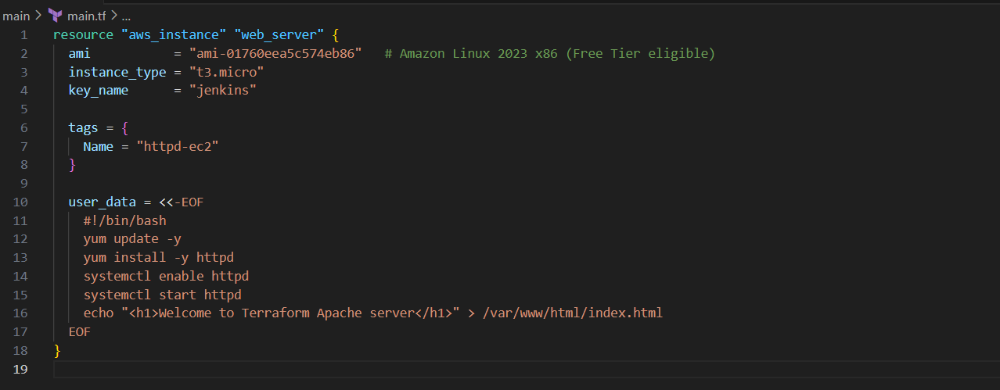 main > main.tf > ...
1 resource "aws_instance" "web_server" {
2   ami           = "ami-01760eea5c574eb86"   # Amazon Linux 2023 x86 (Free Tier eligible)
3   instance_type = "t3.micro"
4   key_name      = "jenkins"
5
6   tags = {
7     Name = "httpd-ec2"
8   }
9
10   user_data = <<-EOF
11     #!/bin/bash
12     yum update -y
13     yum install -y httpd
14     systemctl enable httpd
15     systemctl start httpd
16     echo "<h1>Welcome to Terraform Apache server</h1>" > /var/www/html/index.html
17   EOF
18 }
19